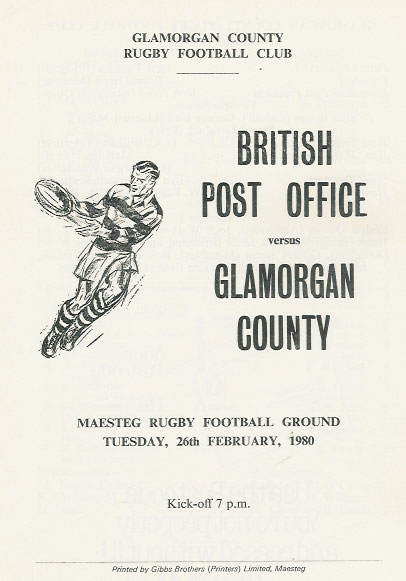 GLAMORGAN COUNTY
RUGBY FOOTBALL CLUB
BRITISH
POST OFFICE
versus
GLAMORGAN
COUNTY
MAESTEG RUGBY FOOTBALL GROUND
TUESDAY, 26th FEBRUARY, 1980
Kick-off 7 p.m.
Printed by Gibbs Brothers (Printers) Limited, Maesteg